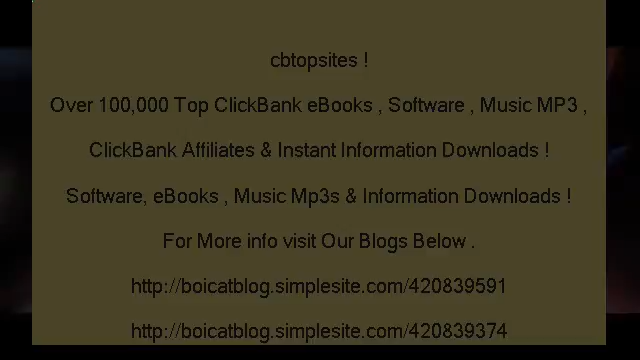 cbtopsites !
Over 100,000 Top ClickBank eBooks , Software , Music MP3 ,
ClickBank Affiliates & Instant Information Downloads !
Software, eBooks , Music Mp3s & Information Downloads !
For More info visit Our Blogs Below .
http://boicatblog.simplesite.com/420839591
http://boicatblog.simplesite.com/420839374